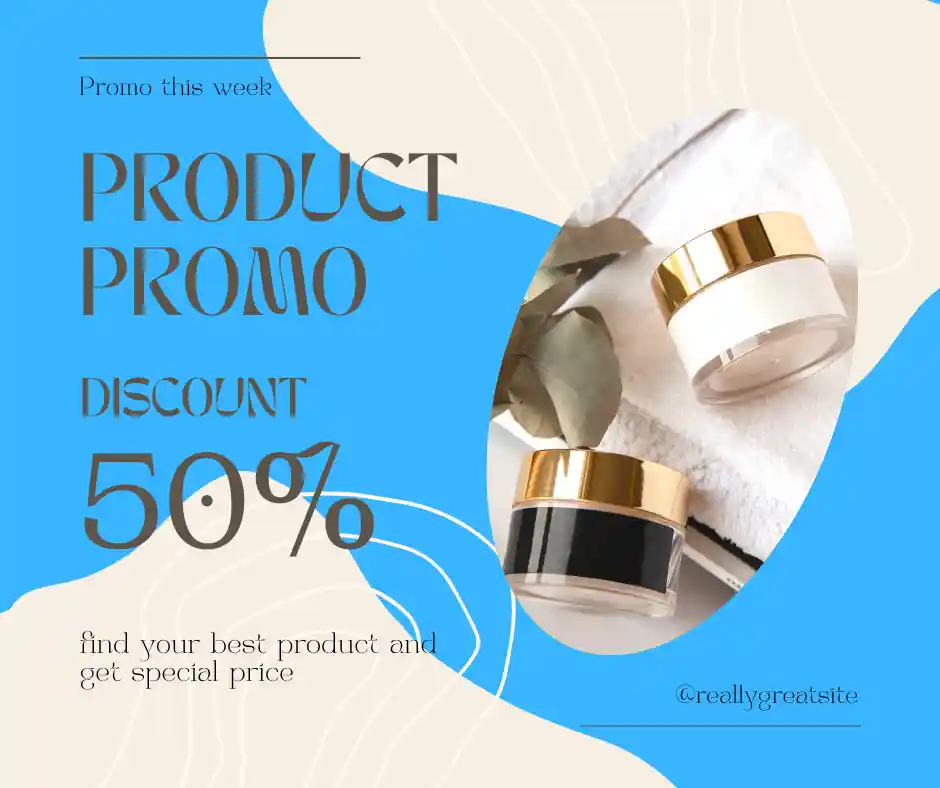 Promo this week
PRODUCT
PROMO
DISCOUNT
50%
find your best product and
get special price
@reallygreatsite